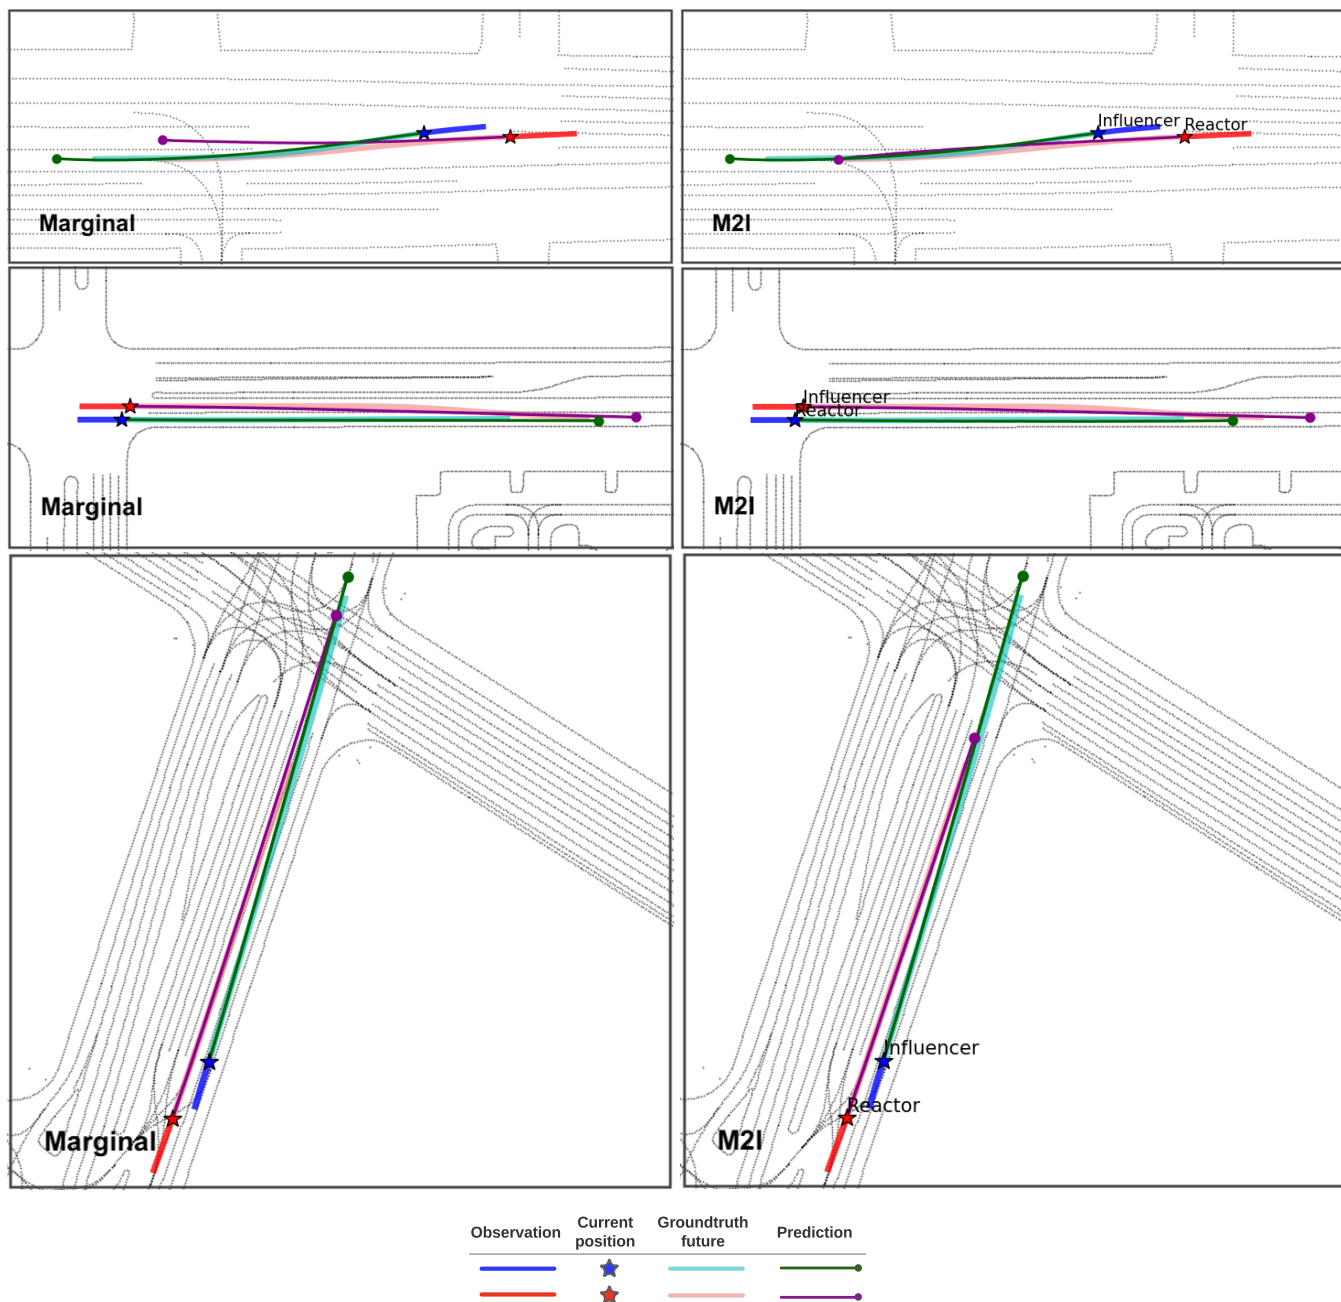 Influencer
Reactor
Marginal
M2I
Influencer
Reactor
Marginal
M2I
Influencer
Reactor
Marginal
M2I
Observation
Current
position
Groundtruth
future
Prediction